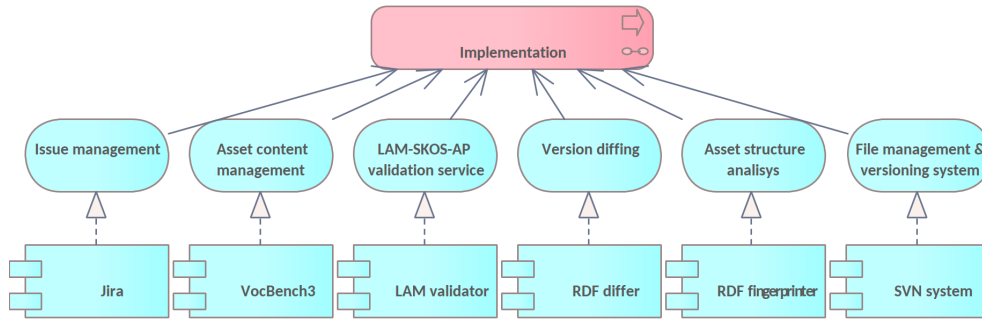 Implementation
Issue management
Asset content
management
LAM-SKOS-AP
validation service
Version diffing
Asset structure
analisys
File management &
versioning system
Jira
VocBench3
LAM validator
RDF differ
RDF fingerprinter
SVN system